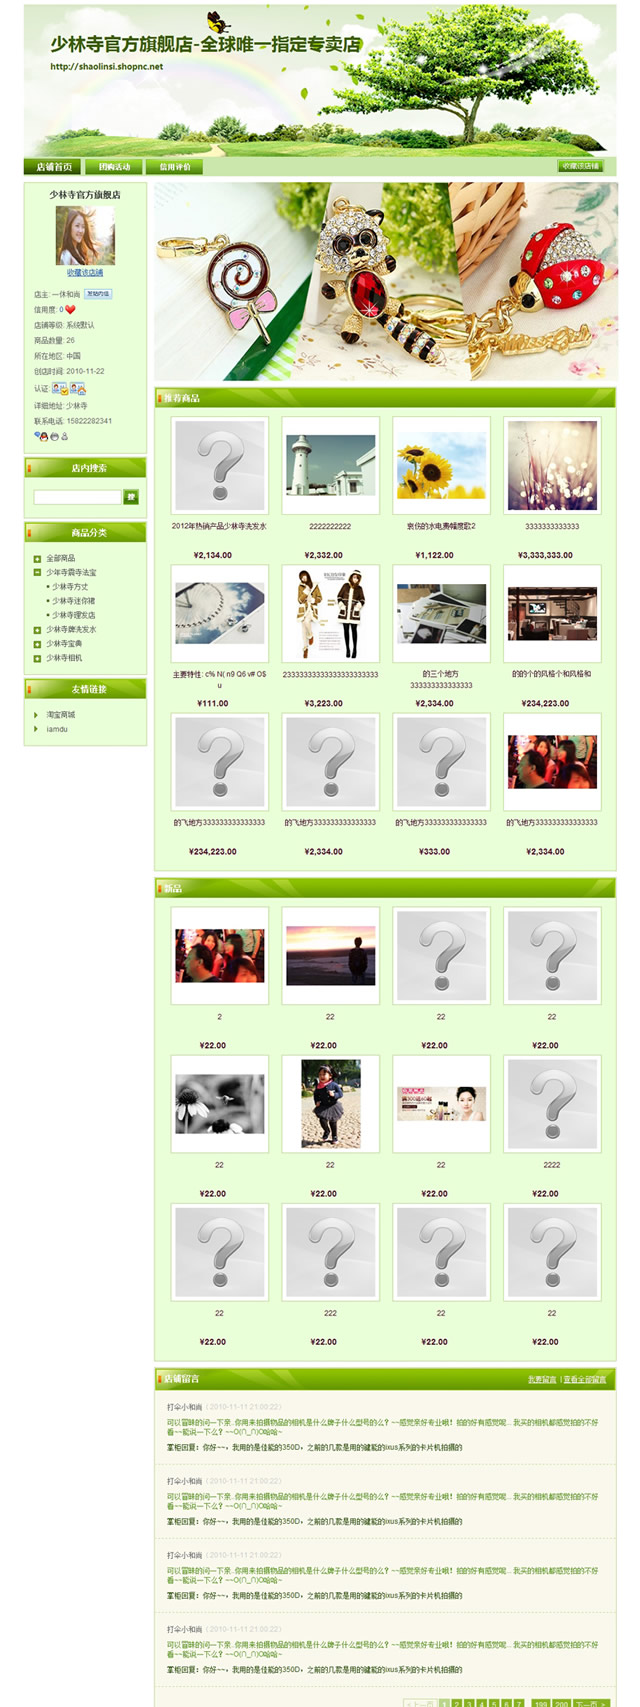 少林寺官方旗舰店-全球唯一指定专卖店
http://shaolinsi.shopnc.net
店铺首页
团购活动
信用评价
收藏该店铺
少林寺官方旗舰店
收藏该店铺
店主: 一休和尚
信用度: 0
店铺等级: 系统默认
商品数量: 26
所在地区: 中国
创店时间: 2010-11-22
认证:
详细地址: 少林寺
联系电话: 15822282341
店内搜索
搜
商品分类
全部商品
少年寺震寺法宝
少林寺方丈
少林寺迷你裙
少林寺理发店
少林寺牌洗发水
少林寺宝典
少林寺相机
友情链接
淘宝商城
iamdu
推荐商品
2012年热销产品少林寺洗发水
2222222222
哀伤的水电费幅度歌2
3333333333333
¥2,134.00
¥2,332.00
¥1,122.00
¥3,333,333.00
主要特性: c% N( n9 Q6 v# O$
u
23333333333333333333333
的三个地方
333333333333333
的的个的风格个和风格和
¥111.00
¥3,223.00
¥2,334.00
¥234,223.00
的飞地方333333333333333
的飞地方333333333333333
的飞地方333333333333333
的飞地方333333333333333
¥234,223.00
¥2,334.00
¥333.00
¥2,334.00
新品
2
22
22
22
¥22.00
¥22.00
¥22.00
¥22.00
22
22
22
2222
¥22.00
¥22.00
¥22.00
¥22.00
22
222
22
22
¥22.00
¥22.00
¥22.00
¥22.00
店铺留言
我要留言 | 查看全部留言
打伞小和尚 ( 2010-11-11 21:00:22 )
可以冒昧的问一下亲..你用来拍摄物品的相机是什么牌子什么型号的么? ~~感觉亲好专业哦! 拍的好有感觉呢... 我买的相机都感觉拍的不好
看~~能说一下么? ~~O(∩_∩)O哈哈~
掌柜回复: 你好~~, 我用的是佳能的350D, 之前的几款是用的键能的ixus系列的卡片机拍摄的
打伞小和尚 ( 2010-11-11 21:00:22 )
可以冒昧的问一下亲..你用来拍摄物品的相机是什么牌子什么型号的么? ~~感觉亲好专业哦! 拍的好有感觉呢... 我买的相机都感觉拍的不好
看~~能说一下么? ~~O(∩_∩)O哈哈~
掌柜回复: 你好~~, 我用的是佳能的350D, 之前的几款是用的键能的ixus系列的卡片机拍摄的
打伞小和尚 ( 2010-11-11 21:00:22 )
可以冒昧的问一下亲..你用来拍摄物品的相机是什么牌子什么型号的么? ~~感觉亲好专业哦! 拍的好有感觉呢... 我买的相机都感觉拍的不好
看~~能说一下么? ~~O(∩_∩)O哈哈~
掌柜回复: 你好~~, 我用的是佳能的350D, 之前的几款是用的键能的ixus系列的卡片机拍摄的
打伞小和尚 ( 2010-11-11 21:00:22 )
可以冒昧的问一下亲..你用来拍摄物品的相机是什么牌子什么型号的么? ~~感觉亲好专业哦! 拍的好有感觉呢... 我买的相机都感觉拍的不好
看~~能说一下么? ~~O(∩_∩)O哈哈~
掌柜回复: 你好~~, 我用的是佳能的350D, 之前的几款是用的键能的ixus系列的卡片机拍摄的
< 上一页 1 2 3 4 5 6 7 ... 199 200 下一页 >